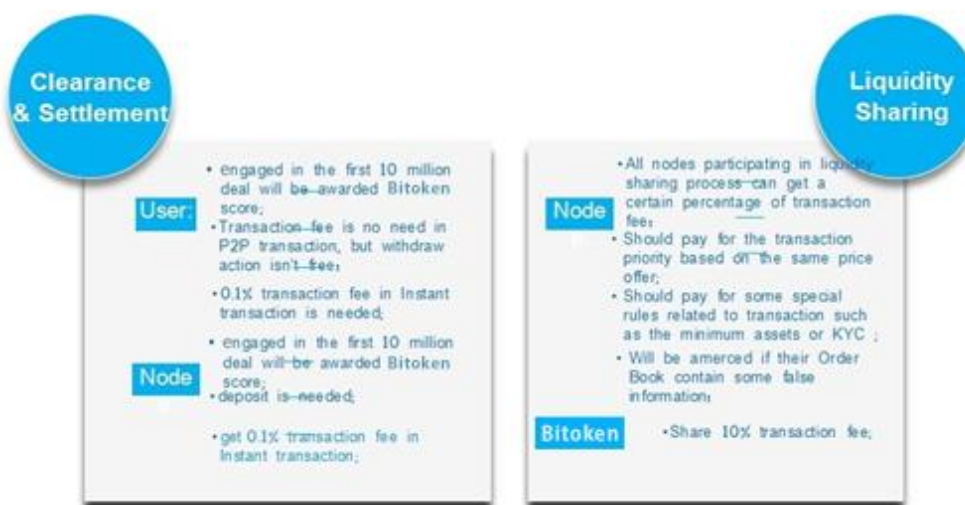 Clearance
& Settlement
User:
• engaged in the first 10 million
deal will be awarded Bitoken
score;
• Transaction fee is no need in
P2P transaction, but withdraw
action isn't free;
• 0.1% transaction fee in Instant
transaction is needed;
Node
• engaged in the first 10 million
deal will be awarded Bitoken
score;
• deposit is needed;
• get 0.1% transaction fee in
Instant transaction;
Liquidity
Sharing
Node
• All nodes participating in liquidity
sharing process can get a
certain percentage of transaction
fee;
• Should pay for the transaction
priority based on the same price
offer;
• Should pay for some special
rules related to transaction such
as the minimum assets or KYC ;
• Will be amerced if their Order
Book contain some false
information;
Bitoken
• Share 10% transaction fee;